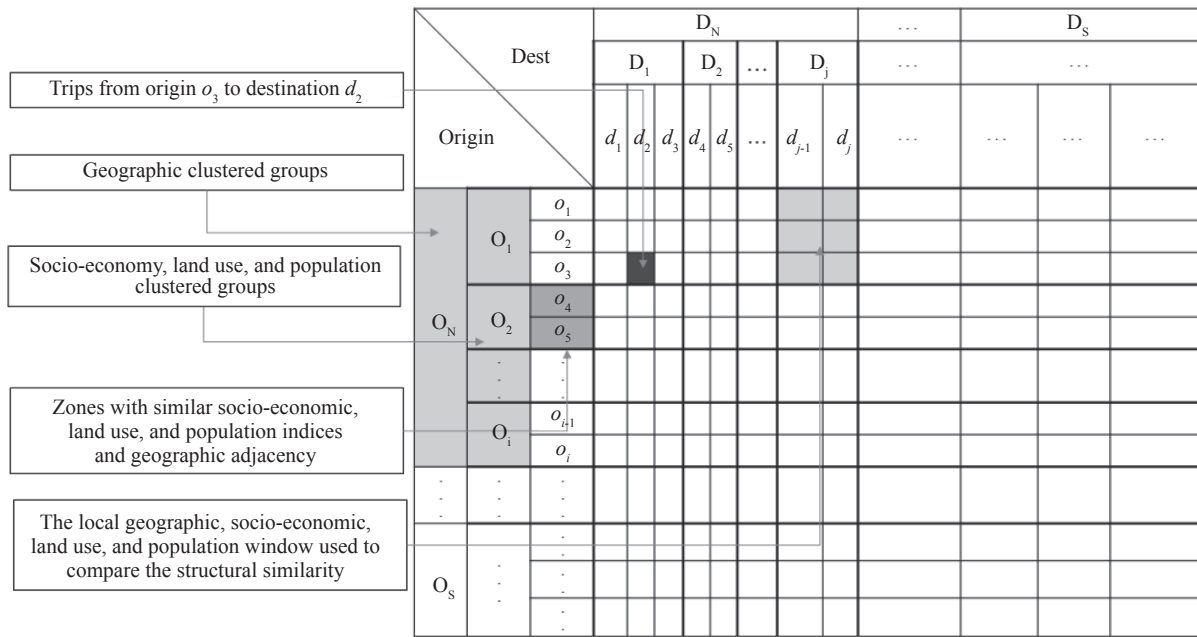 Dest
Origin
D_N
...
D_S
D_1
D_2
...
D_j
...
...
d_1
d_2
d_3
d_4
d_5
...
d_{j-1}
d_j
...
...
...
...
Trips from origin o_3 to destination d_2
Geographic clustered groups
Socio-economy, land use, and population
clustered groups
Zones with similar socio-economic,
land use, and population indices
and geographic adjacency
The local geographic, socio-economic,
land use, and population window used to
compare the structural similarity
O_N
O_1
o_1
o_2
o_3
O_2
o_4
o_5
...
...
O_i
o_{i-1}
o_i
...
...
O_S
...
...
...
...